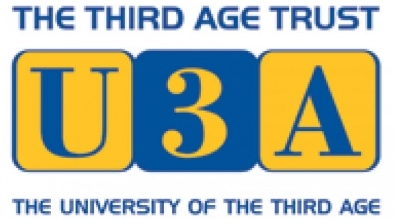 THE THIRD AGE TRUST
U3A
THE UNIVERSITY OF THE THIRD AGE